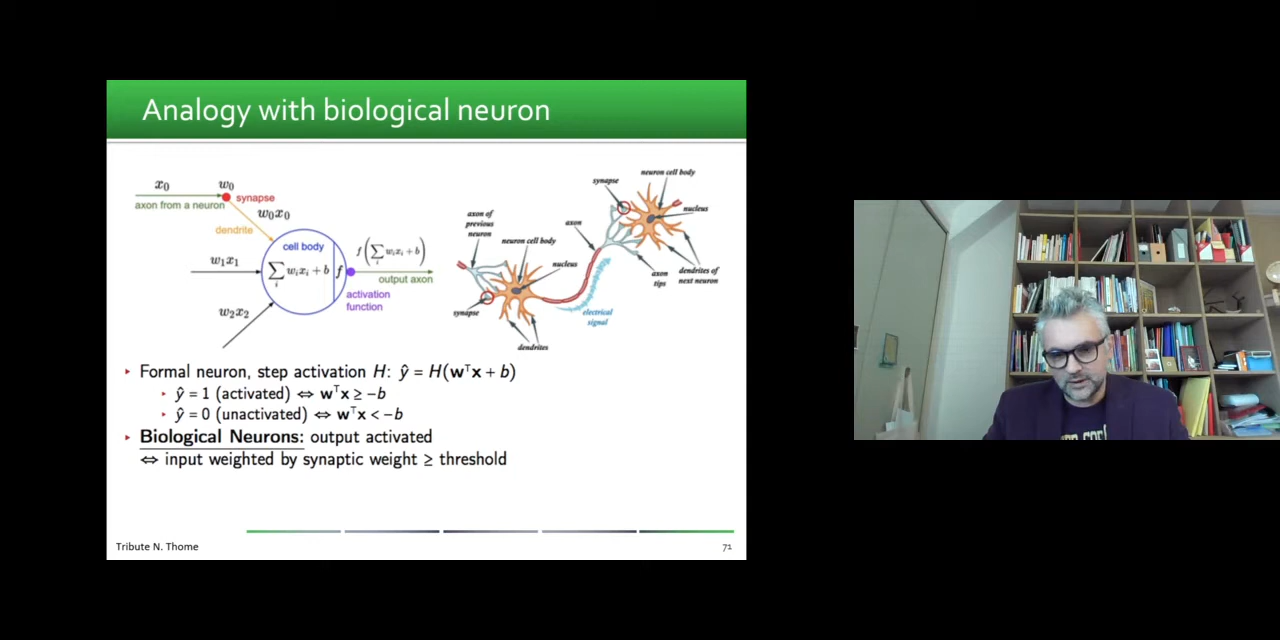 Analogy with biological neuron
x₀
w₀
axon from a neuron
synapse
w₀x₀
dendrite
cell body
w₁x₁
∑ᵢ wᵢxᵢ + b
f
f(∑ᵢ wᵢxᵢ + b)
output axon
activation
function
w₂x₂
synapse
neuron cell body
nucleus
axon
axon
tips
dendrites of
next neuron
axon of
previous
neuron
neuron cell body
nucleus
synapse
dendrites
electrical
signal
‣ Formal neuron, step activation H: ŷ = H(wᵀx + b)
‣ ŷ = 1 (activated) ⇔ wᵀx ≥ −b
‣ ŷ = 0 (unactivated) ⇔ wᵀx < −b
‣ Biological Neurons: output activated
⇔ input weighted by synaptic weight ≥ threshold
Tribute N. Thome
71